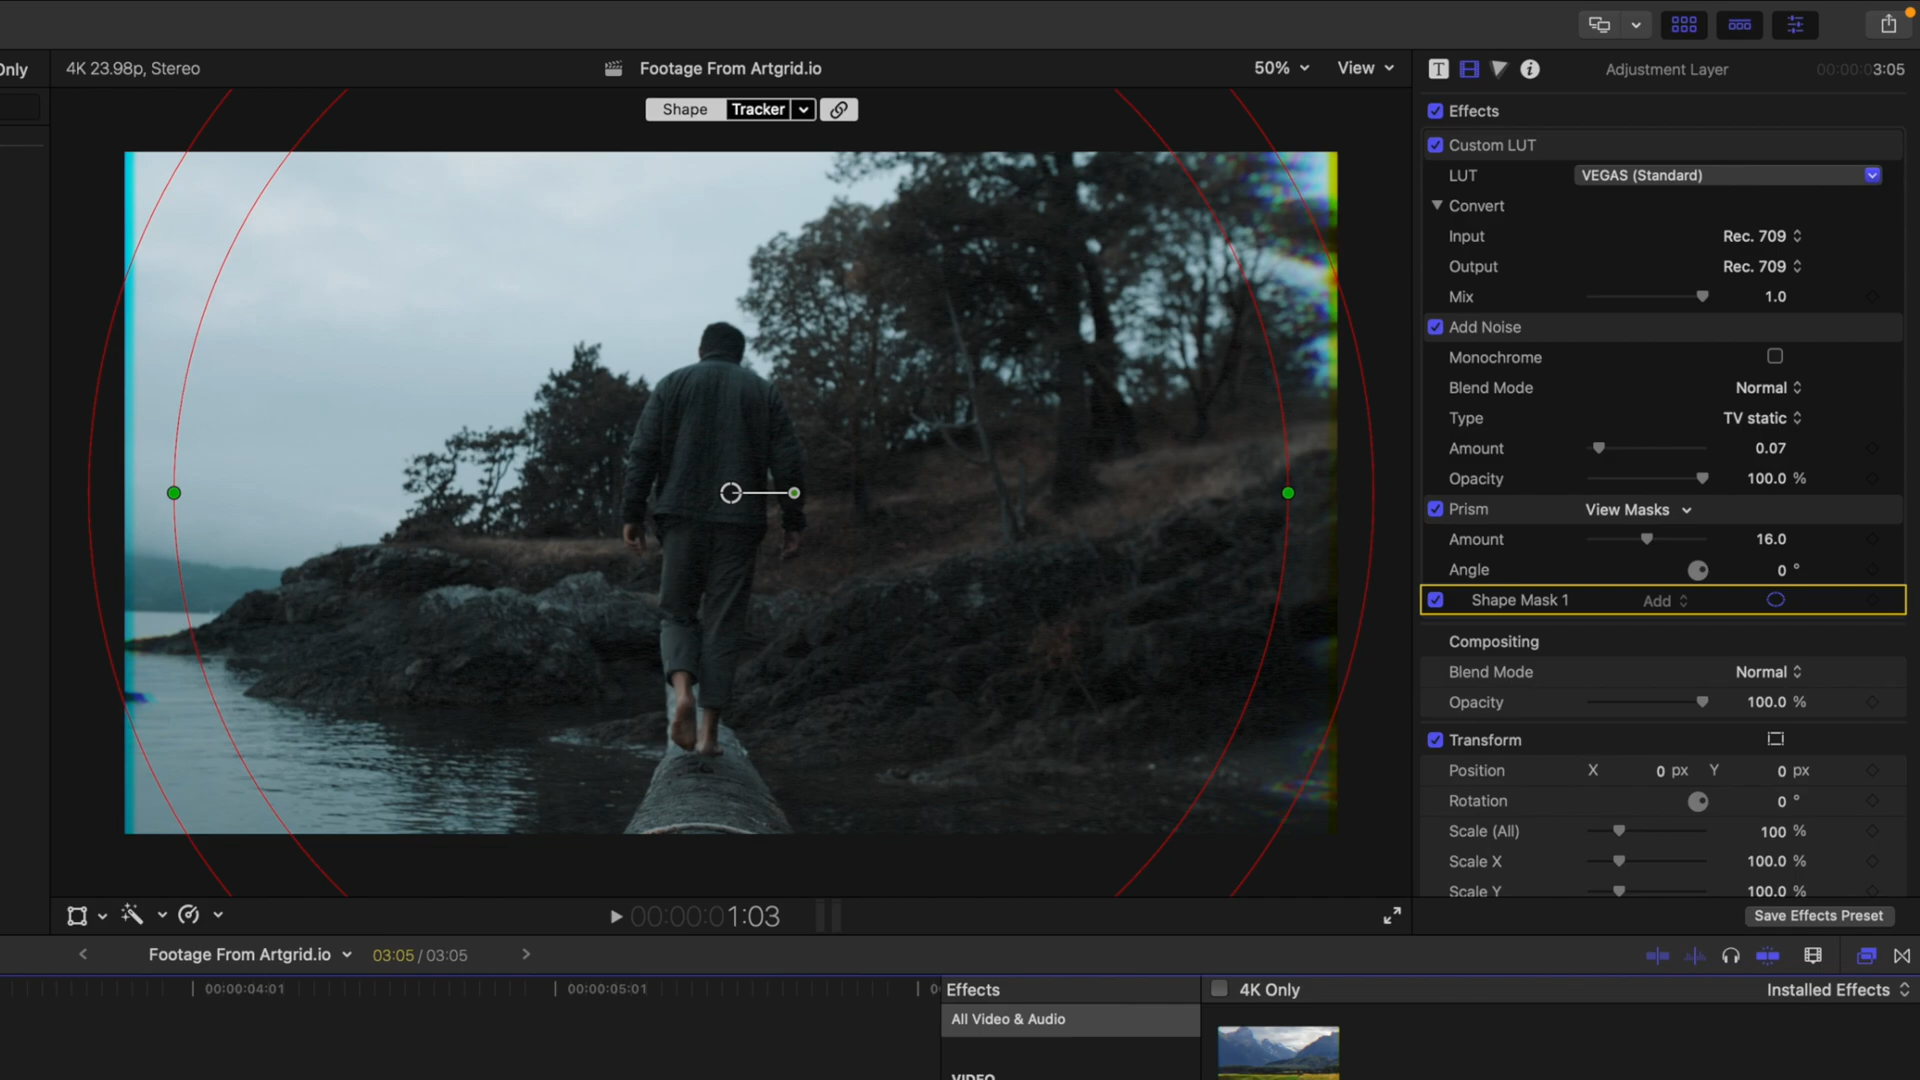 Only
4K 23.98p, Stereo
Footage From Artgrid.io
50%
View
Adjustment Layer
00:00:03:05
Shape
Tracker
Effects
Custom LUT
LUT
VEGAS (Standard)
Convert
Input
Rec. 709
Output
Rec. 709
Mix
1.0
Add Noise
Monochrome
Blend Mode
Normal
Type
TV static
Amount
0.07
Opacity
100.0 %
Prism
View Masks
Amount
16.0
Angle
0 °
Shape Mask 1
Add
Compositing
Blend Mode
Normal
Opacity
100.0 %
Transform
Position
X
0 px
Y
0 px
Rotation
0 °
Scale (All)
100 %
Scale X
100.0 %
Scale Y
100.0 %
00:00:01:03
Save Effects Preset
Footage From Artgrid.io
03:05 / 03:05
00:00:04:01
00:00:05:01
Effects
4K Only
Installed Effects
All Video & Audio
VIDEO